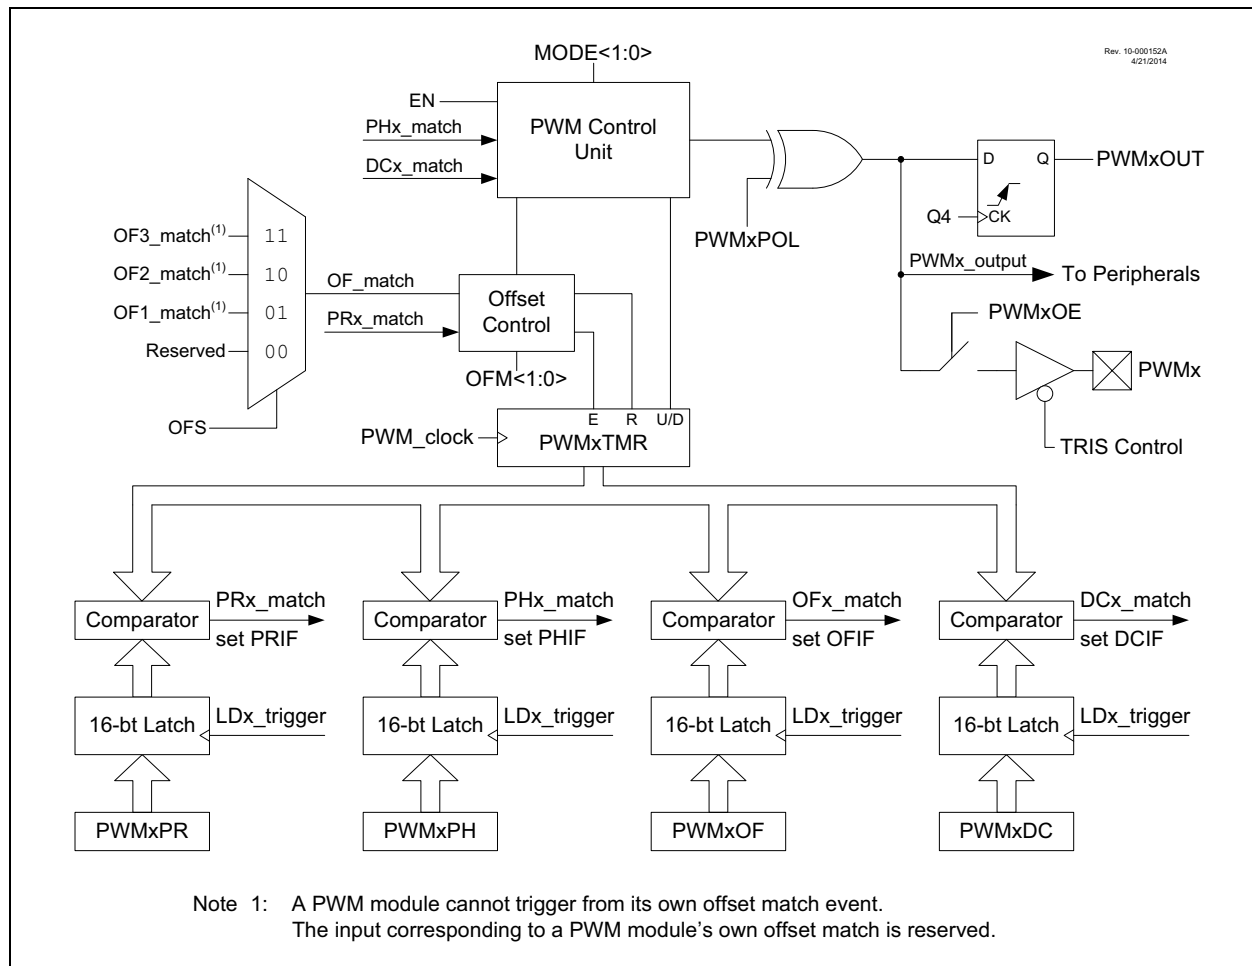 Rev. 10-000152A
4/21/2014
MODE<1:0>
EN
PHx_match
DCx_match
PWM Control
Unit
PWMxPOL
D
Q
CK
Q4
PWMxOUT
PWMx_output
To Peripherals
PWMxOE
PWMx
TRIS Control
OF3_match(1)
11
OF2_match(1)
10
OF1_match(1)
01
Reserved
00
OFS
OF_match
PRx_match
Offset
Control
OFM<1:0>
E
R
U/D
PWM_clock
PWMxTMR
Comparator
PRx_match
set PRIF
Comparator
PHx_match
set PHIF
Comparator
OFx_match
set OFIF
Comparator
DCx_match
set DCIF
16-bt Latch
LDx_trigger
16-bt Latch
LDx_trigger
16-bt Latch
LDx_trigger
16-bt Latch
LDx_trigger
PWMxPR
PWMxPH
PWMxOF
PWMxDC
Note 1: A PWM module cannot trigger from its own offset match event.
The input corresponding to a PWM module's own offset match is reserved.